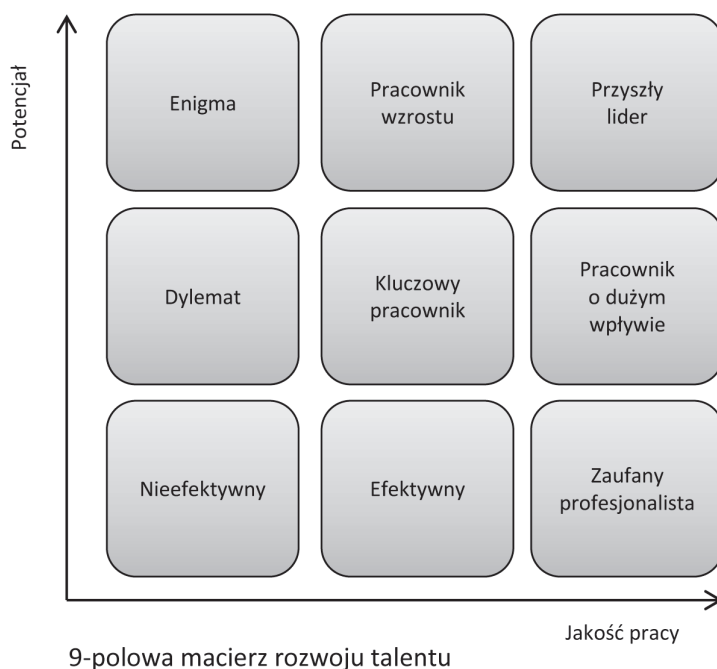 Potencjał
Enigma
Pracownik
wzrostu
Przyszły
lider
Dylemat
Kluczowy
pracownik
Pracownik
o dużym
wpływie
Nieefektywny
Efektywny
Zaufany
profesjonalista
Jakość pracy
9-polowa macierz rozwoju talentu